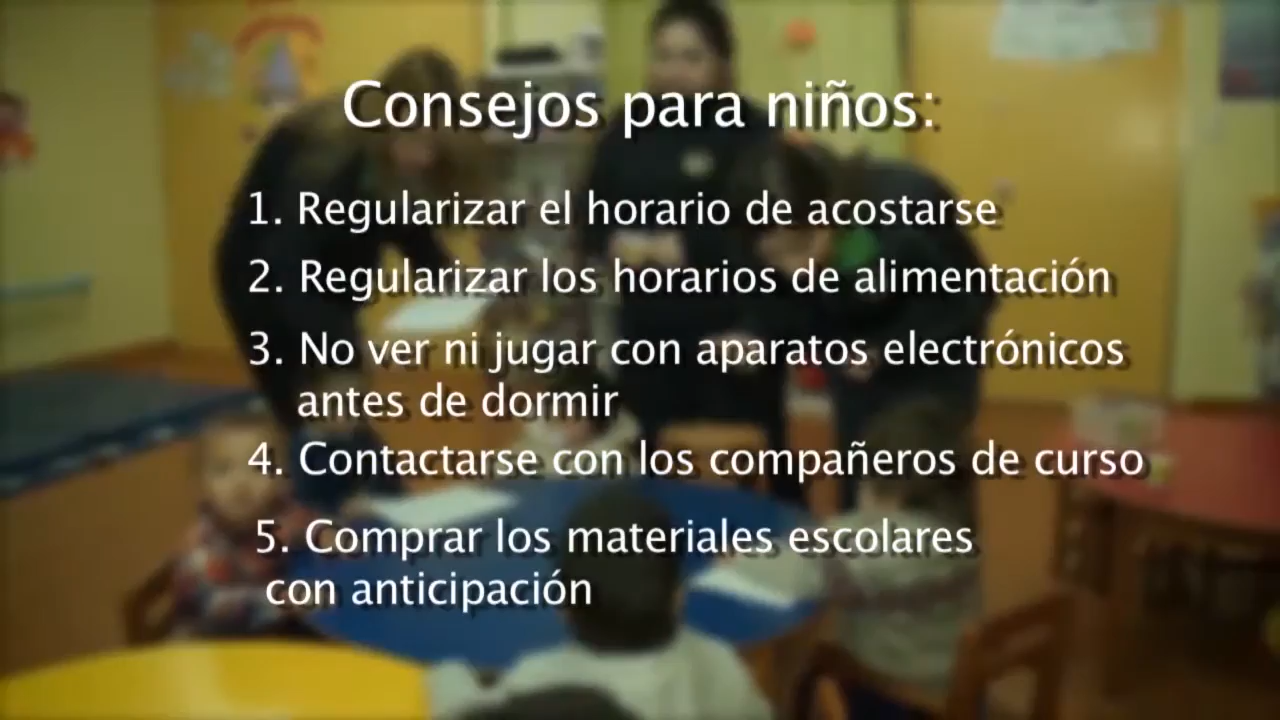 Consejos para niños:
1. Regularizar el horario de acostarse
2. Regularizar los horarios de alimentación
3. No ver ni jugar con aparatos electrónicos
antes de dormir
4. Contactarse con los compañeros de curso
5. Comprar los materiales escolares
con anticipación